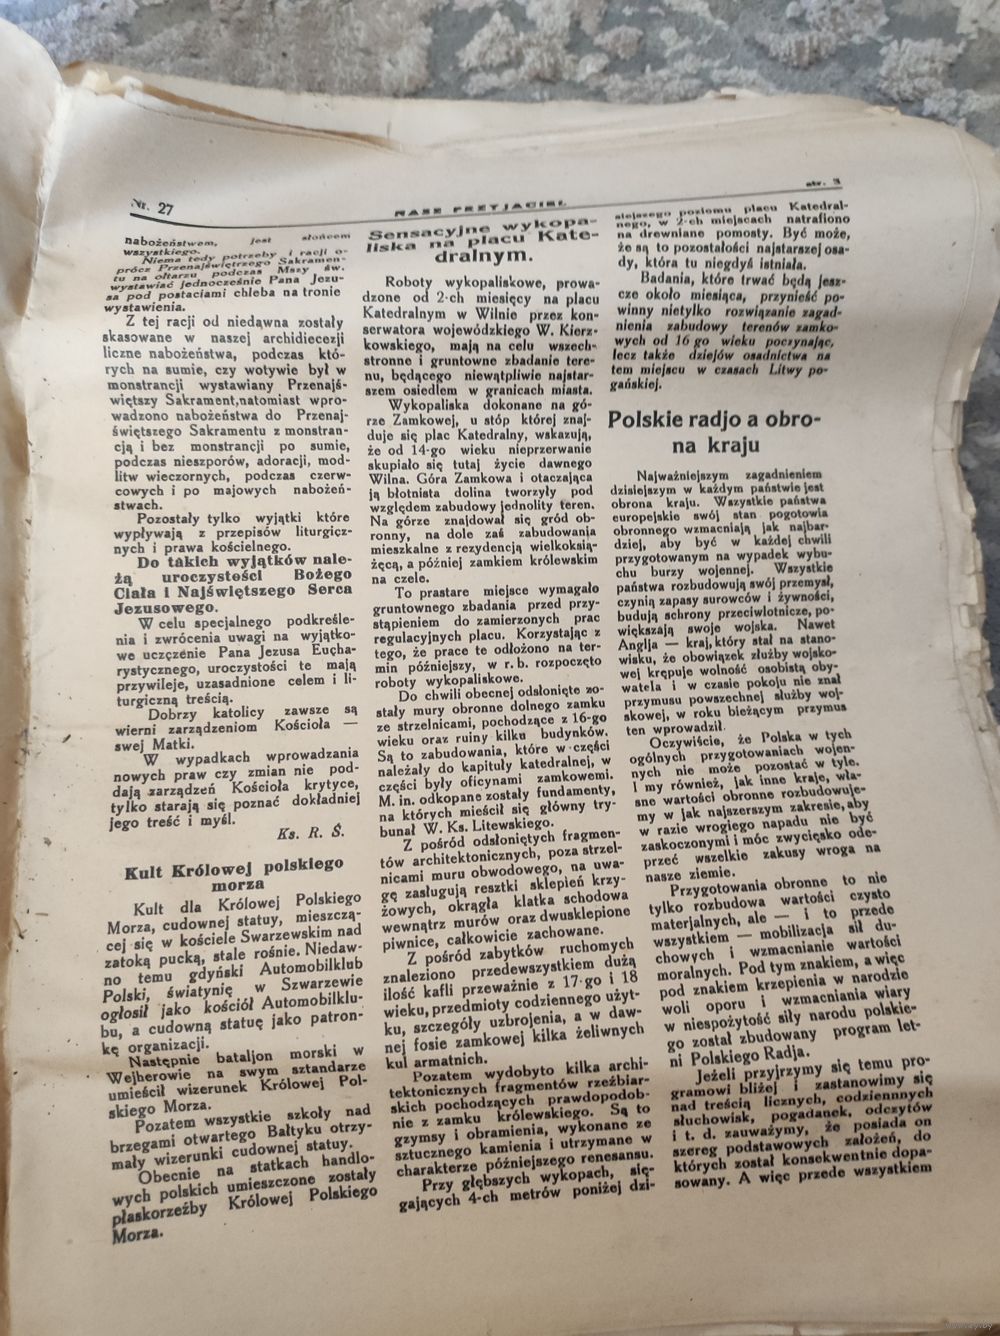 Nr. 27
NASZ PRZYJACIEL
str. 3
nabożeństwem, jest słońcem
wszystkiego.
Niema tedy potrzeby i racji o-
prócz Przenajświętrzego Sakramen-
tu na ołtarzu podczas Mszy św.
wystawiać jednocześnie Pana Jezu-
sa pod postaciami chleba na tronie
wystawienia.
Z tej racji od niedawna zostały
skasowane w naszej archidiecezji
liczne nabożeństwa, podczas któ-
rych na sumie, czy wotywie był w
monstrancji wystawiany Przenajś-
więtszy Sakrament,natomiast wpro-
wadzono nabożeństwa do Przenaj-
świętszego Sakramentu z monstran-
cją i bez monstrancji po sumie,
podczas nieszporów, adoracji, mod-
litw wieczornych, podczas czerw-
cowych i po majowych nabożeń-
stwach.
Pozostały tylko wyjątki które
wypływają z przepisów liturgicz-
nych i prawa kościelnego.
Do takich wyjątków nale-
żą uroczystości Bożego
Ciała i Najświętszego Serca
Jezusowego.
W celu specjalnego podkreśle-
nia i zwrócenia uwagi na wyjątko-
we uczczenie Pana Jezusa Eucha-
rystycznego, uroczystości te mają
przywileje, uzasadnione celem i li-
turgiczną treścią.
Dobrzy katolicy zawsze są
wierni zarządzeniom Kościoła —
swej Matki.
W wypadkach wprowadzania
nowych praw czy zmian nie pod-
dają zarządzeń Kościoła krytyce,
tylko starają się poznać dokładniej
jego treść i myśl.
Ks. R. Ś.
Kult Królowej polskiego
morza
Kult dla Królowej Polskiego
Morza, cudownej statuy, mieszczą-
cej się w kościele Swarzewskim nad
zatoką pucką, stale rośnie. Niedaw-
no temu gdyński Automobilklub
Polski, światynię w Szwarzewie
ogłosił jako kościół Automobilklu-
bu, a cudowną statuę jako patron-
kę organizacji.
Następnie bataljon morski w
Wejherowie na swym sztandarze
umieścił wizerunek Królowej Pol-
skiego Morza.
Pozatem wszystkie szkoły nad
brzegami otwartego Bałtyku otrzy-
mały wizerunki cudownej statuy.
Obecnie na statkach handlo-
wych polskich umieszczone zostały
płaskorzeźby Królowej Polskiego
Morza.
Sensacyjne wykopa-
liska na placu Kate-
dralnym.
Roboty wykopaliskowe, prowa-
dzone od 2-ch miesięcy na placu
Katedralnym w Wilnie przez kon-
serwatora wojewódzkiego W. Kierz-
kowskiego, mają na celu wszech-
stronne i gruntowne zbadanie tere-
nu, będącego niewątpliwie najstar-
szem osiedlem w granicach miasta.
Wykopaliska dokonane na gó-
rze Zamkowej, u stóp której znaj-
duje się plac Katedralny, wskazują,
że od 14-go wieku nieprzerwanie
skupiało się tutaj życie dawnego
Wilna. Góra Zamkowa i otaczająca
ją błotnista dolina tworzyły pod
względem zabudowy jednolity teren.
Na górze znajdował się gród ob-
ronny, na dole zaś zabudowania
mieszkalne z rezydencją wielkoksią-
żęcą, a później zamkiem królewskim
na czele.
To prastare miejsce wymagało
gruntownego zbadania przed przy-
stąpieniem do zamierzonych prac
regulacyjnych placu. Korzystając z
tego, że prace te odłożono na ter-
min późniejszy, w r. b. rozpoczęto
roboty wykopaliskowe.
Do chwili obecnej odsłonięte zo-
stały mury obronne dolnego zamku
ze strzelnicami, pochodzące z 16-go
wieku oraz ruiny kilku budynków.
Są to zabudowania, które w części
należały do kapituły katedralnej, w
części były oficynami zamkowemi.
M. in. odkopane zostały fundamenty,
na których mieścił się główny try-
bunał W. Ks. Litewskiego.
Z pośród odsłoniętych fragmen-
tów architektonicznych, poza strzel-
nicami muru obwodowego, na uwa-
gę zasługują resztki sklepień krzy-
żowych, okrągła klatka schodowa
wewnątrz murów oraz dwusklepione
piwnice, całkowicie zachowane.
Z pośród zabytków ruchomych
znaleziono przedewszystkiem dużą
ilość kafli przeważnie z 17-go i 18
wieku, przedmioty codziennego użyt-
ku, szczegóły uzbrojenia, a w daw-
nej fosie zamkowej kilka żeliwnych
kul armatnich.
Pozatem wydobyto kilka archi-
tektonicznych fragmentów rzeźbiar-
skich pochodzących prawdopodob-
nie z zamku królewskiego. Są to
gzymsy i obramienia, wykonane ze
sztucznego kamienia i utrzymane w
charakterze późniejszego renesansu.
Przy głębszych wykopach, się-
gających 4-ch metrów poniżej dzi-
siejszego poziomu placu Katedral-
nego, w 2-ch miejscach natrafiono
na drewniane pomosty. Być może,
że są to pozostałości najstarszej osa-
dy, która tu niegdyś istniała.
Badania, które trwać będą jesz-
cze około miesiąca, przynieść po-
winny nietylko rozwiązanie zagad-
nienia zabudowy terenów zamko-
wych od 16 go wieku poczynając,
lecz także dziejów osadnictwa na
tem miejscu w czasach Litwy po-
gańskiej.
Polskie radjo a obro-
na kraju
Najważniejszym zagadnieniem
dzisiejszym w każdym państwie jest
obrona kraju. Wszystkie państwa
europejskie swój stan pogotowia
obronnego wzmacniają jak najbar-
dziej, aby być w każdej chwili
przygotowanym na wypadek wybu-
chu burzy wojennej. Wszystkie
państwa rozbudowują swój przemysł,
czynią zapasy surowców i żywności,
budują schrony przeciwlotnicze, po-
większają swoje wojska. Nawet
Anglja — kraj, który stał na stano-
wisku, że obowiązek złużby wojsko-
wej krępuje wolność osobistą oby-
watela i w czasie pokoju nie znał
przymusu powszechnej służby woj-
skowej, w roku bieżącym przymus
ten wprowadził.
Oczywiście, że Polska w tych
ogólnych przygotowaniach wojen-
nych nie może pozostać w tyle.
I my również, jak inne kraje, wła-
sne wartości obronne rozbudowuje-
my w jak najszerszym zakresie, aby
w razie wrogiego napadu nie być
zaskoczonymi i móc zwycięsko ode-
przeć wszelkie zakusy wroga na
nasze ziemie.
Przygotowania obronne to nie
tylko rozbudowa wartości czysto
materjalnych, ale — i to przede
wszystkiem — mobilizacja sił du-
chowych i wzmacnianie wartości
moralnych. Pod tym znakiem, a więc
pod znakiem krzepienia w narodzie
woli oporu i wzmacniania wiary
w niespożytość siły narodu polskie-
go został zbudowany program let-
ni Polskiego Radja.
Jeżeli przyjrzymy się temu pro-
gramowi bliżej i zastanowimy się
nad treścią licznych, codziennnych
słuchowisk, pogadanek, odczytów
i t. d. zauważymy, że posiada on
szereg podstawowych założeń, do
których został konsekwentnie dopa-
sowany. A więc przede wszystkiem